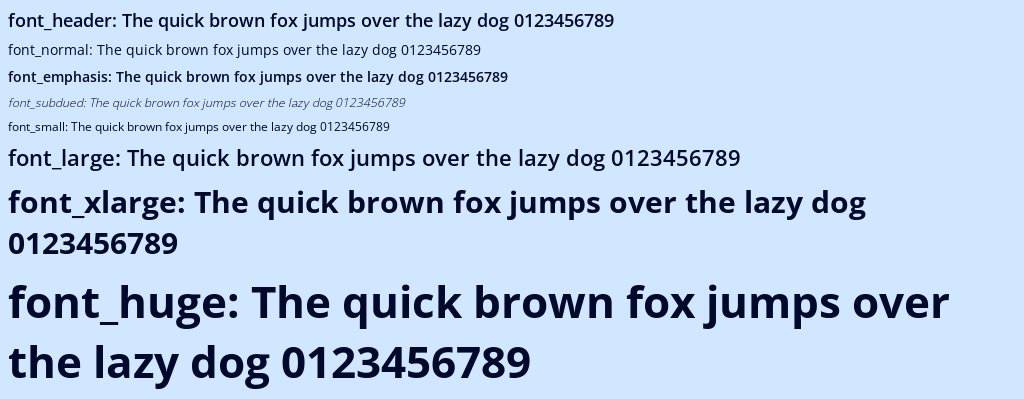 font_header: The quick brown fox jumps over the lazy dog 0123456789
font_normal: The quick brown fox jumps over the lazy dog 0123456789
font_emphasis: The quick brown fox jumps over the lazy dog 0123456789
font_subdued: The quick brown fox jumps over the lazy dog 0123456789
font_small: The quick brown fox jumps over the lazy dog 0123456789
font_large: The quick brown fox jumps over the lazy dog 0123456789
font_xlarge: The quick brown fox jumps over the lazy dog
0123456789
font_huge: The quick brown fox jumps over
the lazy dog 0123456789